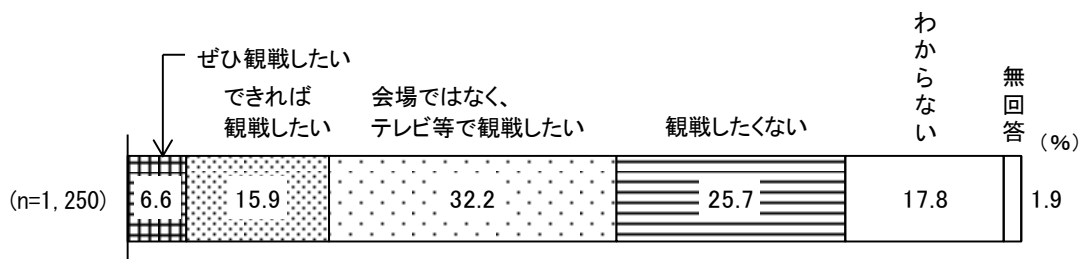 ぜひ観戦したい
できれば
観戦したい
会場ではなく、
テレビ等で観戦したい
観戦したくない
わからない
無回答
(%)
(n=1,250)
6.6
15.9
32.2
25.7
17.8
1.9